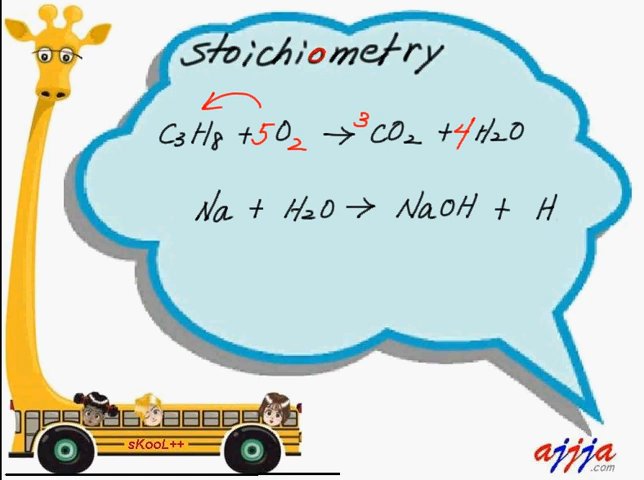 stoichiometry
C₃H₈ + 5O₂ → 3CO₂ + 4H₂O
Na + H₂O → NaOH + H
sKooL++
ajjja
.com